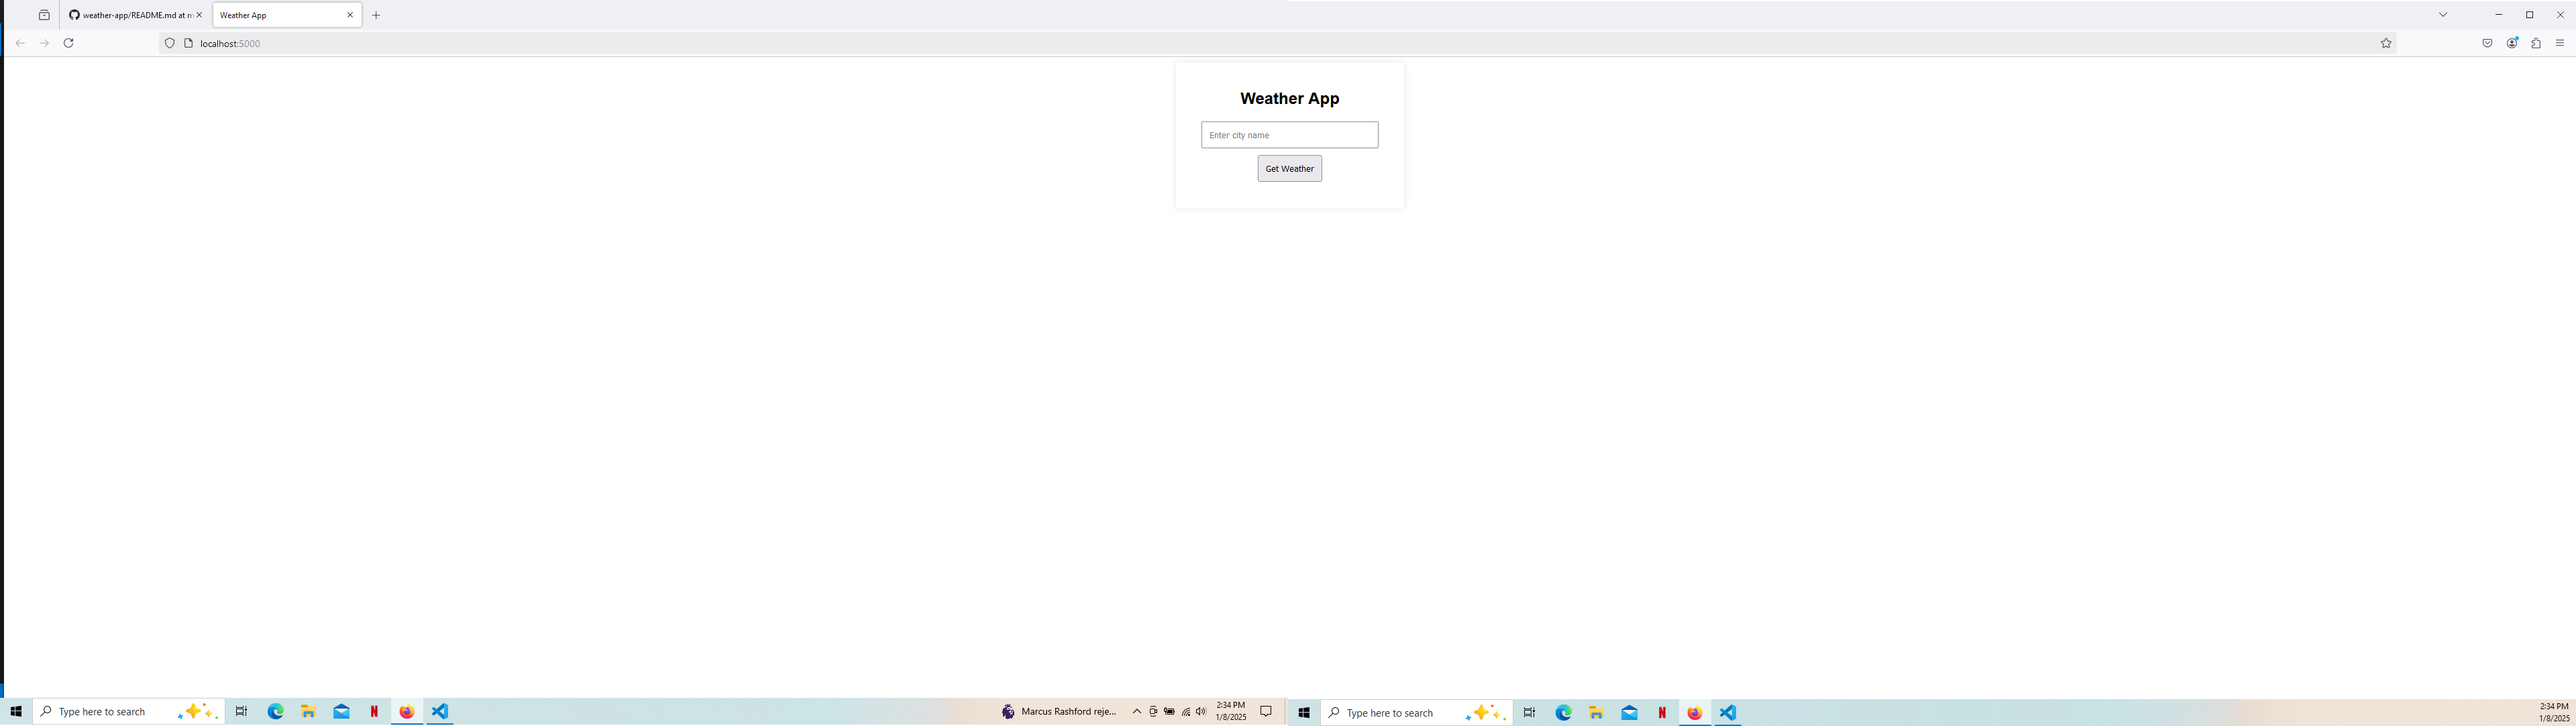 weather-app/README.md at m
Weather App
localhost:5000
Weather App
Enter city name
Get Weather
Type here to search
Marcus Rashford reje...
2:34 PM
1/8/2025
Type here to search
2:34 PM
1/8/2025